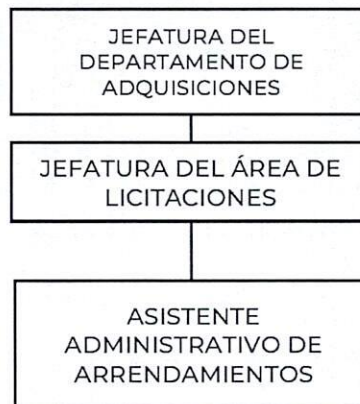 JEFATURA DEL
DEPARTAMENTO DE
ADQUISICIONES
JEFATURA DEL ÁREA DE
LICITACIONES
ASISTENTE
ADMINISTRATIVO DE
ARRENDAMIENTOS